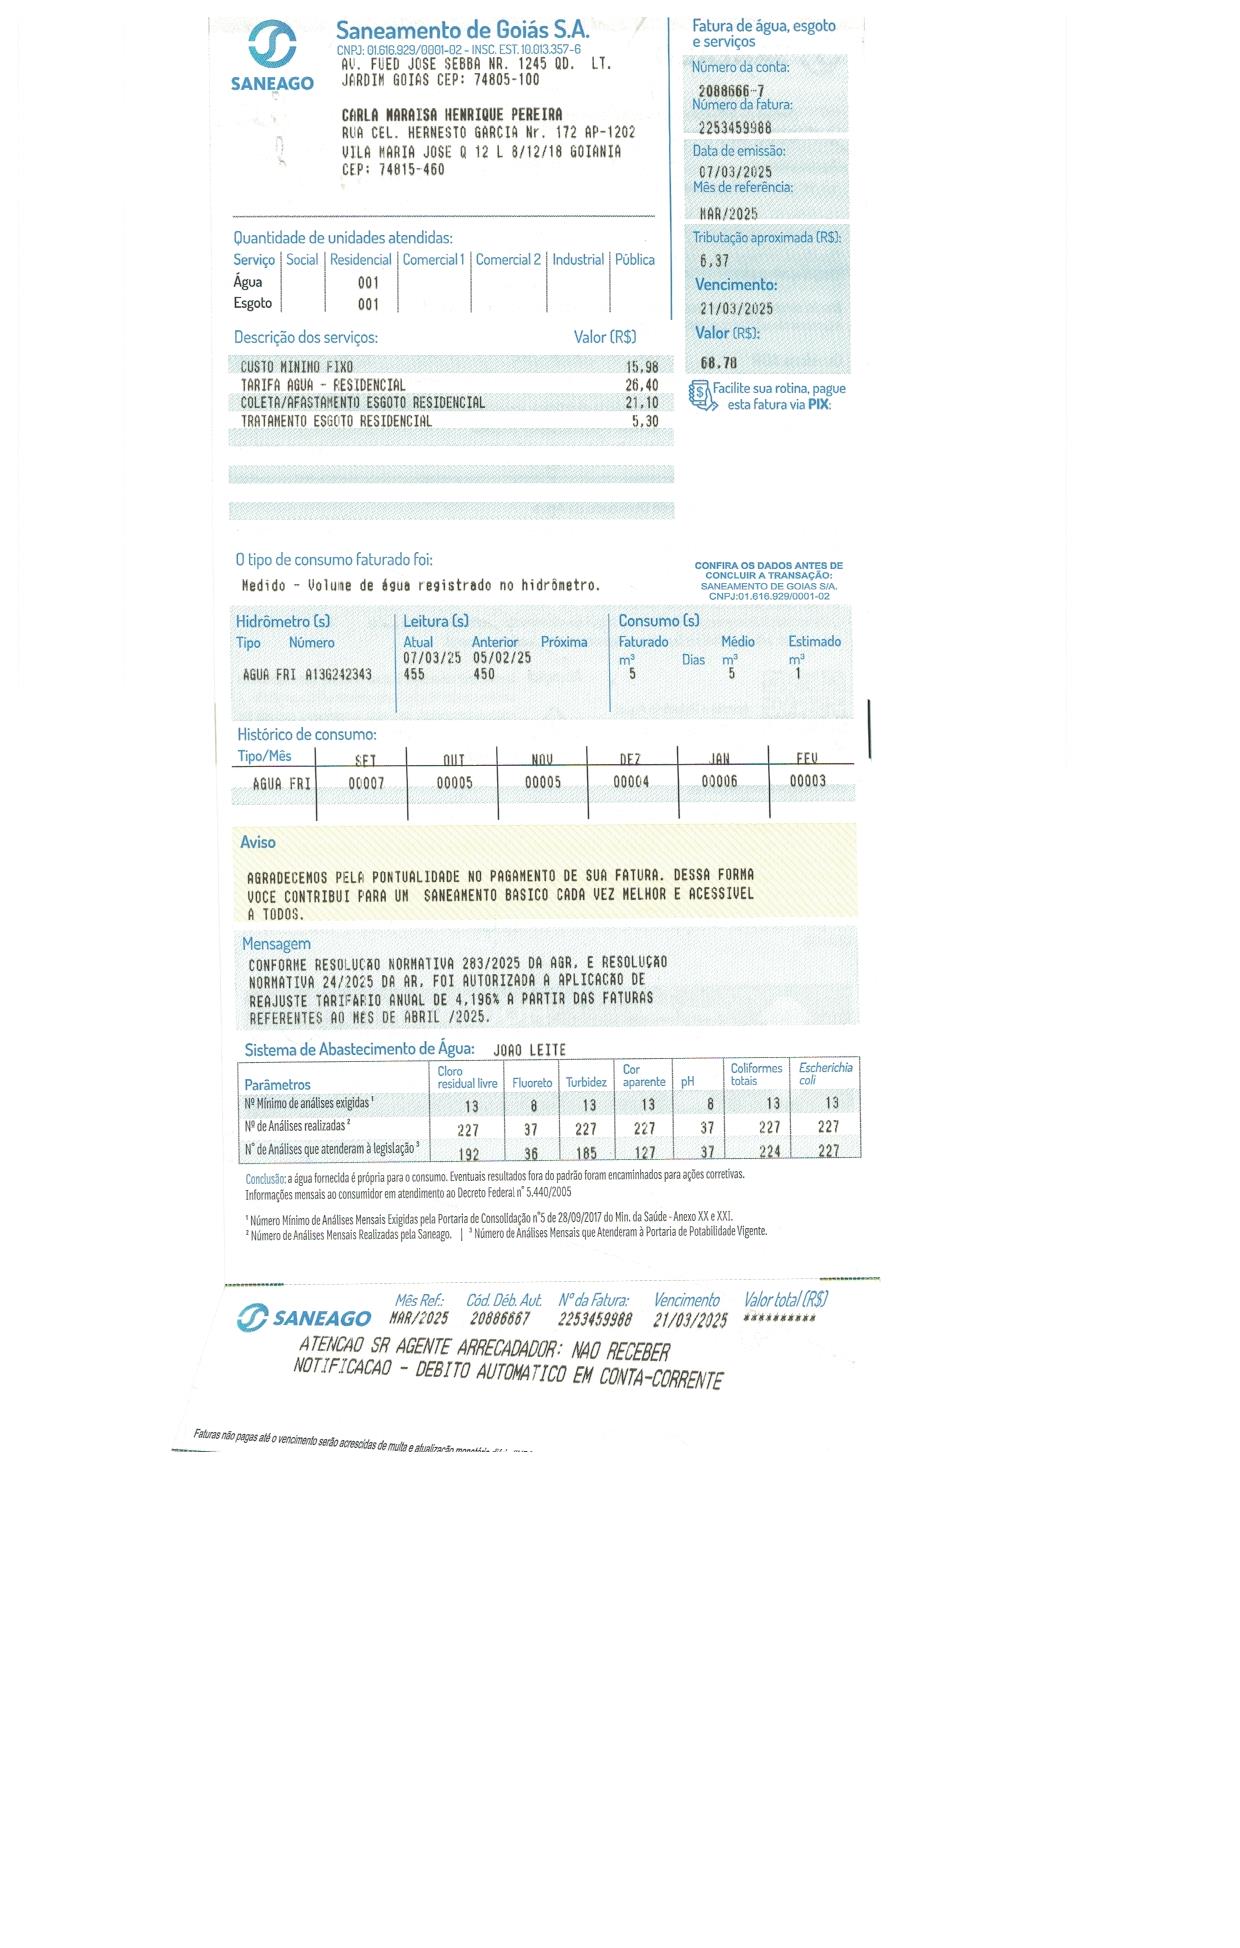 SANEAGO
Saneamento de Goiás S.A.
CNPJ: 01.616.929/0001-02 - INSC. EST. 10.013.357-6
AV. FUED JOSE SEBBA NR. 1245 QD. LT.
JARDIM GOIAS CEP: 74805-100
CARLA MARAISA HENRIQUE PEREIRA
RUA CEL. HERNESTO GARCIA Nr. 172 AP-1202
VILA MARIA JOSE Q 12 L 8/12/18 GOIANIA
CEP: 74815-460
Fatura de água, esgoto
e serviços
Número da conta:
2088666-7
Número da fatura:
2253459988
Data de emissão:
07/03/2025
Mês de referência:
MAR/2025
Tributação aproximada (R$):
6,37
Vencimento:
21/03/2025
Valor (R$):
68.78
Facilite sua rotina, pague
esta fatura via PIX:
Quantidade de unidades atendidas:
Serviço Social Residencial Comercial 1 Comercial 2 Industrial Pública
Água 001
Esgoto 001
Descrição dos serviços: Valor (R$)
CUSTO MINIMO FIXO 15,98
TARIFA AGUA - RESIDENCIAL 26,40
COLETA/AFASTAMENTO ESGOTO RESIDENCIAL 21,10
TRATAMENTO ESGOTO RESIDENCIAL 5,30
O tipo de consumo faturado foi:
Medido - Volume de água registrado no hidrômetro.
CONFIRA OS DADOS ANTES DE
CONCLUIR A TRANSAÇÃO:
SANEAMENTO DE GOIAS S/A.
CNPJ:01.616.929/0001-02
Hidrômetro (s) Leitura (s) Consumo (s)
Tipo Número Atual Anterior Próxima Faturado Médio Estimado
07/03/25 05/02/25 m³ Dias m³ m³
AGUA FRI A13G242343 455 450 5 5 1
Histórico de consumo:
Tipo/Mês SET OUT NOV DEZ JAN FEV
AGUA FRI 00007 00005 00005 00004 00006 00003
Aviso
AGRADECEMOS PELA PONTUALIDADE NO PAGAMENTO DE SUA FATURA. DESSA FORMA
VOCE CONTRIBUI PARA UM SANEAMENTO BASICO CADA VEZ MELHOR E ACESSIVEL
A TODOS.
Mensagem
CONFORME RESOLUCÃO NORMATIVA 283/2025 DA AGR, E RESOLUÇÃO
NORMATIVA 24/2025 DA AR, FOI AUTORIZADA A APLICACÃO DE
REAJUSTE TARIFARIO ANUAL DE 4,196% A PARTIR DAS FATURAS
REFERENTES AO MES DE ABRIL /2025.
Sistema de Abastecimento de Água: JOAO LEITE
Parâmetros Cloro residual livre Fluoreto Turbidez Cor aparente pH Coliformes totais Escherichia coli
Nº Mínimo de análises exigidas ¹ 13 8 13 13 8 13 13
Nº de Análises realizadas ² 227 37 227 227 37 227 227
N° de Análises que atenderam à legislação ³ 192 36 185 127 37 224 227
Conclusão: a água fornecida é própria para o consumo. Eventuais resultados fora do padrão foram encaminhados para ações corretivas.
Informações mensais ao consumidor em atendimento ao Decreto Federal n° 5.440/2005
¹ Número Mínimo de Análises Mensais Exigidas pela Portaria de Consolidação n°5 de 28/09/2017 do Min. da Saúde - Anexo XX e XXI.
² Número de Análises Mensais Realizadas pela Saneago. | ³ Número de Análises Mensais que Atenderam à Portaria de Potabilidade Vigente.
SANEAGO
Mês Ref.: Cód. Déb. Aut. N° da Fatura: Vencimento Valor total (R$)
MAR/2025 20886667 2253459988 21/03/2025 **********
ATENCAO SR AGENTE ARRECADADOR: NAO RECEBER
NOTIFICACAO - DEBITO AUTOMATICO EM CONTA-CORRENTE
Faturas não pagas até o vencimento serão acrescidas de multa e atualização